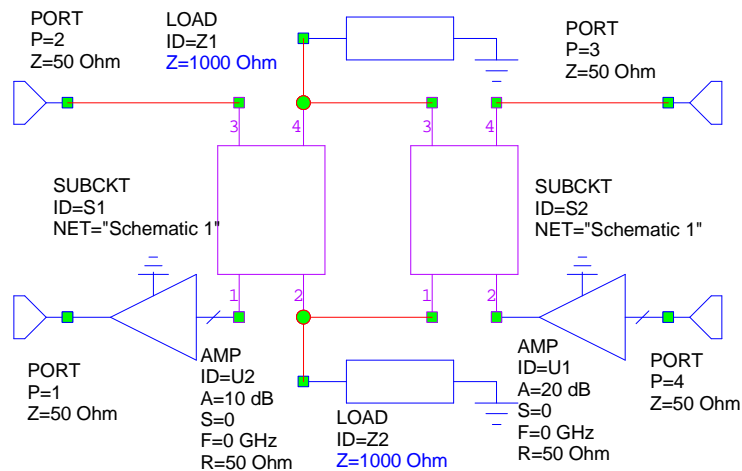 PORT
P=2
Z=50 Ohm
LOAD
ID=Z1
Z=1000 Ohm
PORT
P=3
Z=50 Ohm
3
4
3
4
SUBCKT
ID=S1
NET="Schematic 1"
SUBCKT
ID=S2
NET="Schematic 1"
1
2
1
2
PORT
P=1
Z=50 Ohm
AMP
ID=U2
A=10 dB
S=0
F=0 GHz
R=50 Ohm
LOAD
ID=Z2
Z=1000 Ohm
AMP
ID=U1
A=20 dB
S=0
F=0 GHz
R=50 Ohm
PORT
P=4
Z=50 Ohm